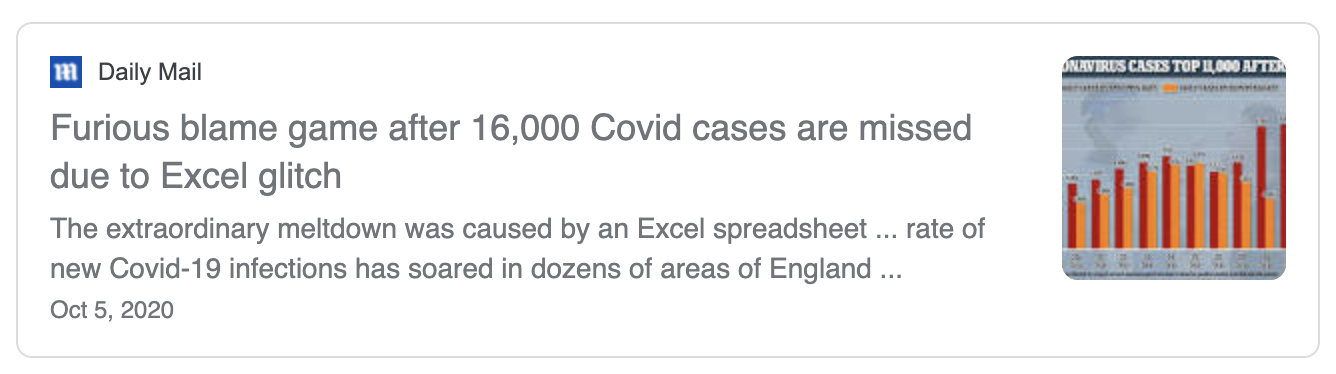 Daily Mail
Furious blame game after 16,000 Covid cases are missed
due to Excel glitch
The extraordinary meltdown was caused by an Excel spreadsheet ... rate of
new Covid-19 infections has soared in dozens of areas of England ...
Oct 5, 2020
ONAVIRUS CASES TOP 11,000 AFTER